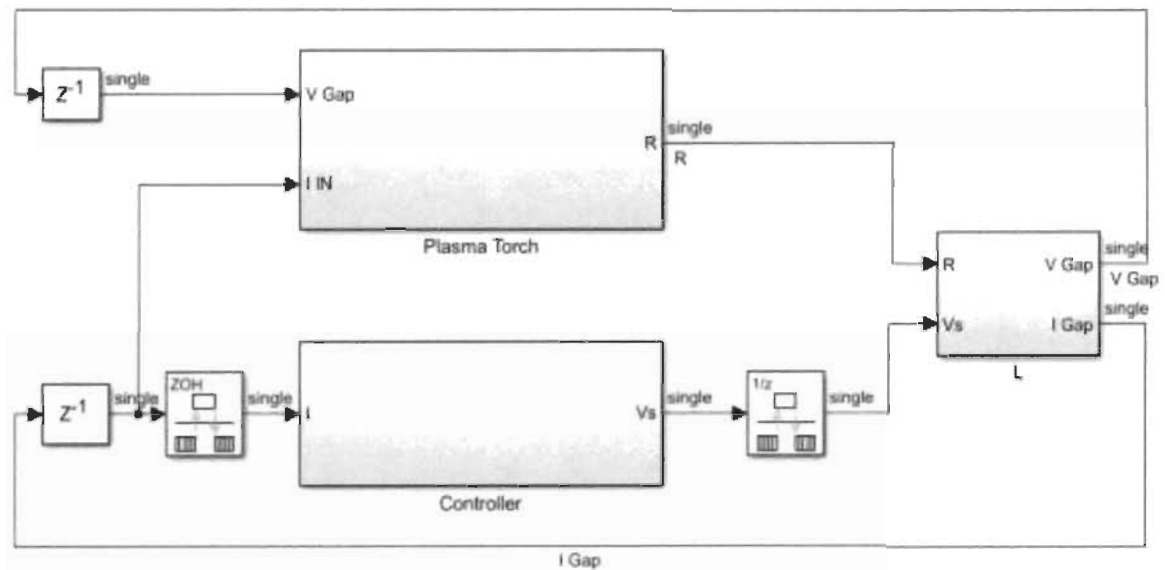 Z-1
single
V Gap
I IN
R
single
R
Plasma Torch
R
Vs
V Gap
I Gap
single
V Gap
single
L
Z-1
single
ZOH
single
I
Vs
single
1/z
single
Controller
I Gap